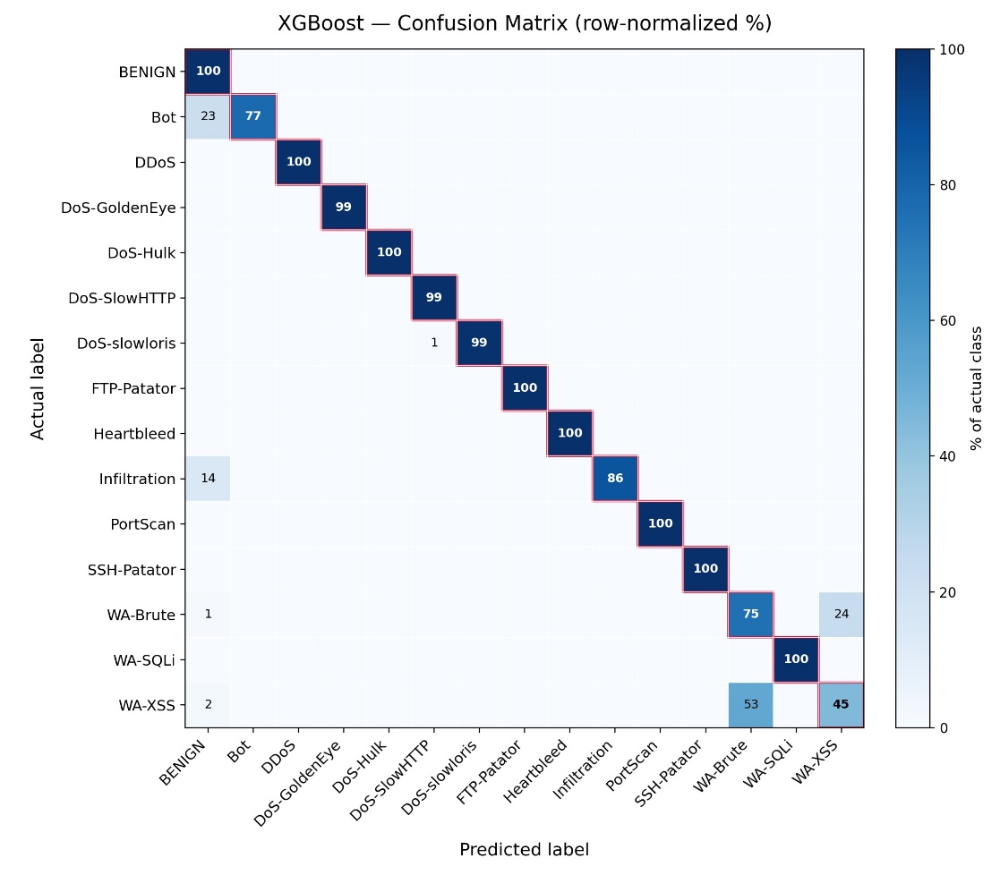 XGBoost — Confusion Matrix (row-normalized %)
BENIGN 100
Bot 23 77
DDoS 100
DoS-GoldenEye 99
DoS-Hulk 100
DoS-SlowHTTP 99
DoS-slowloris 1 99
FTP-Patator 100
Heartbleed 100
Infiltration 14 86
PortScan 100
SSH-Patator 100
WA-Brute 1 75 24
WA-SQLi 100
WA-XSS 2 53 45
Actual label
BENIGN
Bot
DDoS
DoS-GoldenEye
DoS-Hulk
DoS-SlowHTTP
DoS-slowloris
FTP-Patator
Heartbleed
Infiltration
PortScan
SSH-Patator
WA-Brute
WA-SQLi
WA-XSS
Predicted label
100
80
60
40
20
0
% of actual class